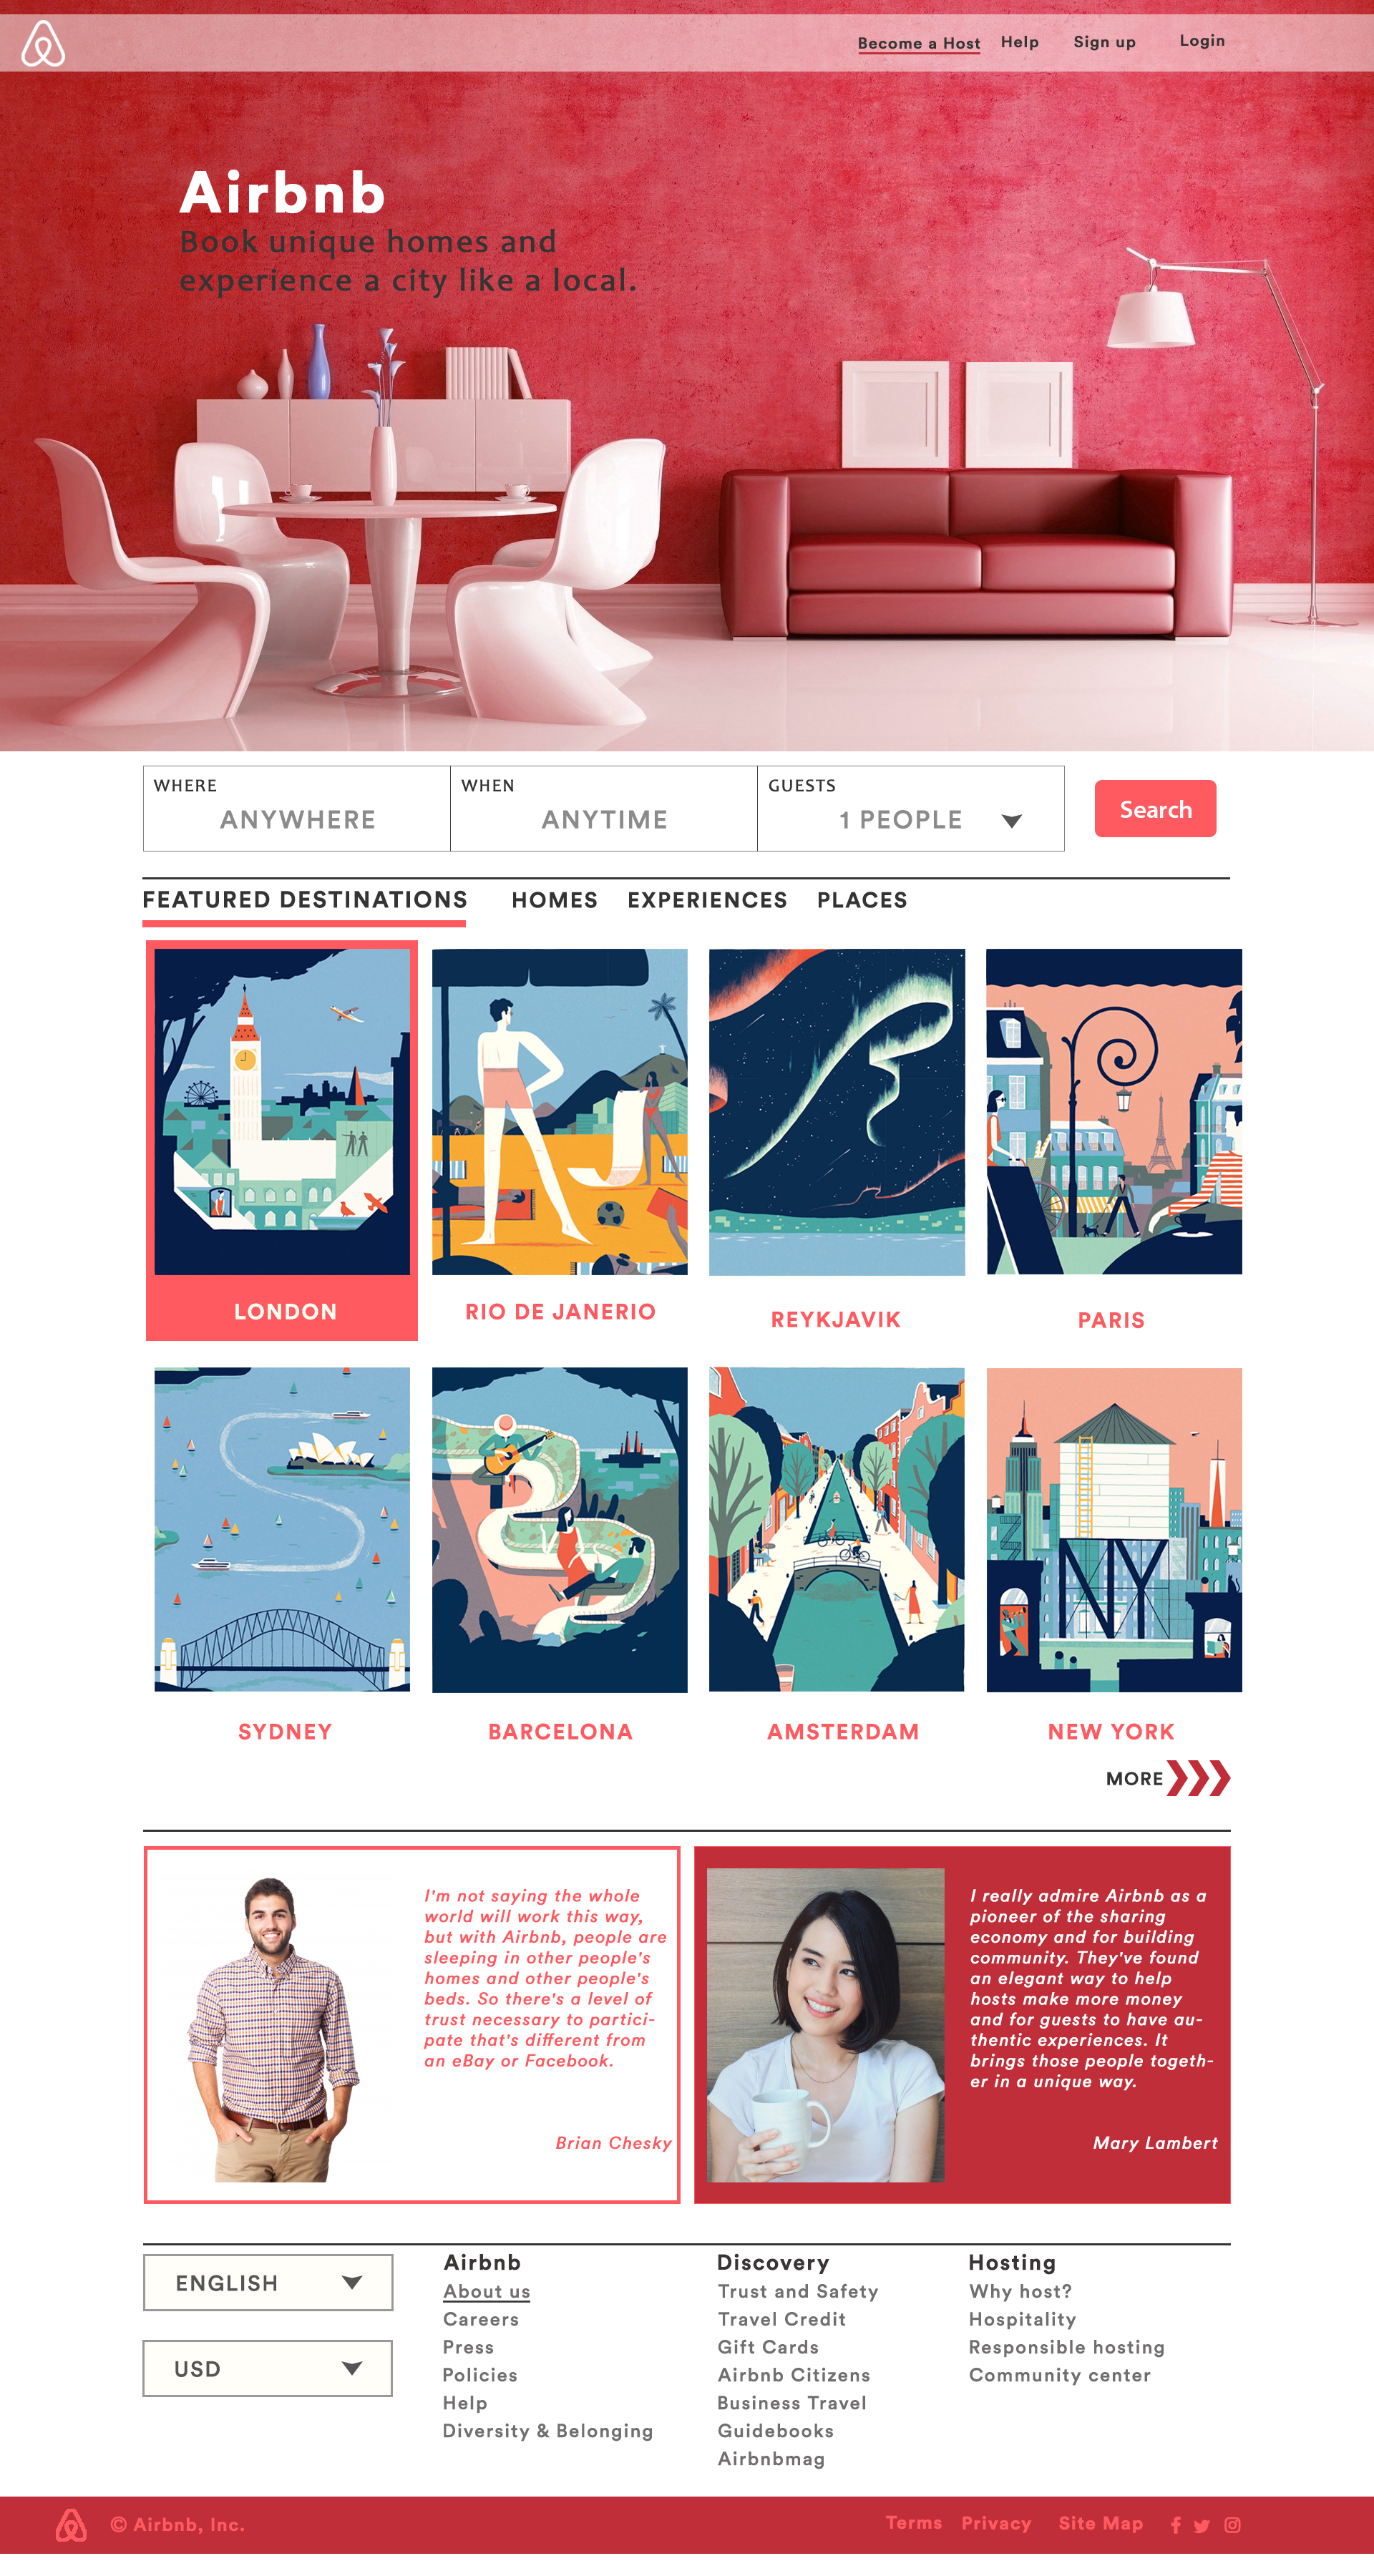 Become a Host Help Sign up Login
Airbnb
Book unique homes and
experience a city like a local.
WHERE WHEN GUESTS
ANYWHERE ANYTIME 1 PEOPLE
Search
FEATURED DESTINATIONS HOMES EXPERIENCES PLACES
LONDON RIO DE JANERIO REYKJAVIK PARIS
NY
SYDNEY BARCELONA AMSTERDAM NEW YORK
MORE
I'm not saying the whole
world will work this way,
but with Airbnb, people are
sleeping in other people's
homes and other people's
beds. So there's a level of
trust necessary to partici-
pate that's different from
an eBay or Facebook.
Brian Chesky
I really admire Airbnb as a
pioneer of the sharing
economy and for building
community. They've found
an elegant way to help
hosts make more money
and for guests to have au-
thentic experiences. It
brings those people togeth-
er in a unique way.
Mary Lambert
ENGLISH
USD
Airbnb
About us
Careers
Press
Policies
Help
Diversity & Belonging
Discovery
Trust and Safety
Travel Credit
Gift Cards
Airbnb Citizens
Business Travel
Guidebooks
Airbnbmag
Hosting
Why host?
Hospitality
Responsible hosting
Community center
© Airbnb, Inc. Terms Privacy Site Map